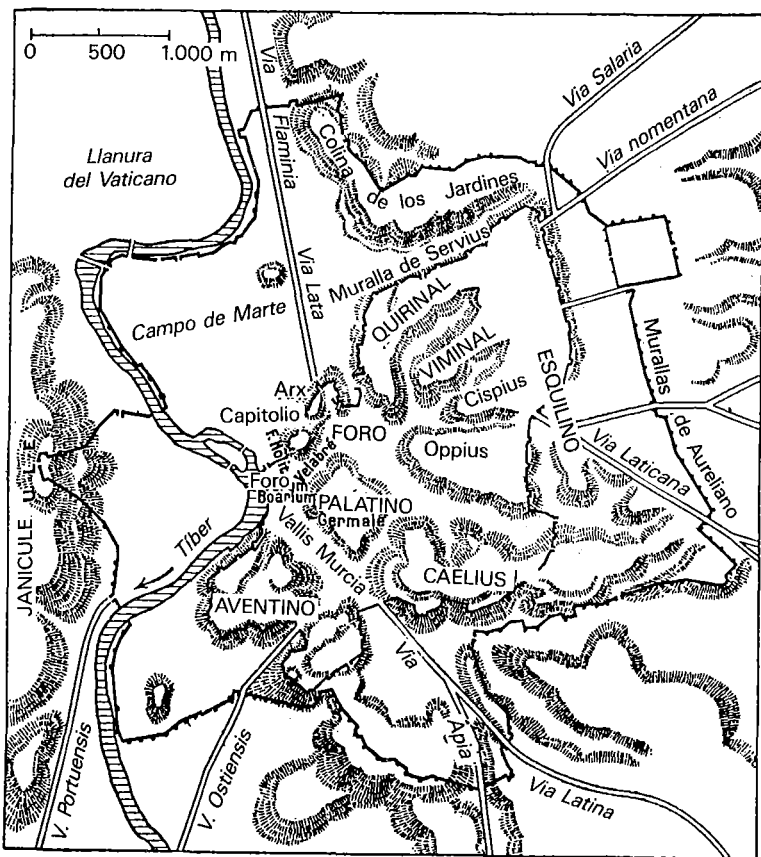 0 500 1.000 m
Via Flaminia
Via Salaria
Via nomentana
Llanura
del Vaticano
Colina de los Jardines
Muralla de Servius
Via Lata
Campo de Marte
QUIRINAL
VIMINAL
Cispius
ESQUILINO
Murallas de Aureliano
Arx
Capitolio
FORO
Oppius
Via Laticana
Velabre
Foro
Boarium
PALATINO
Germale
Vallis Murcia
CAELIUS
JANICULE
Tiber
AVENTINO
Via Apia
Via Latina
V. Portuensis
V. Ostiensis